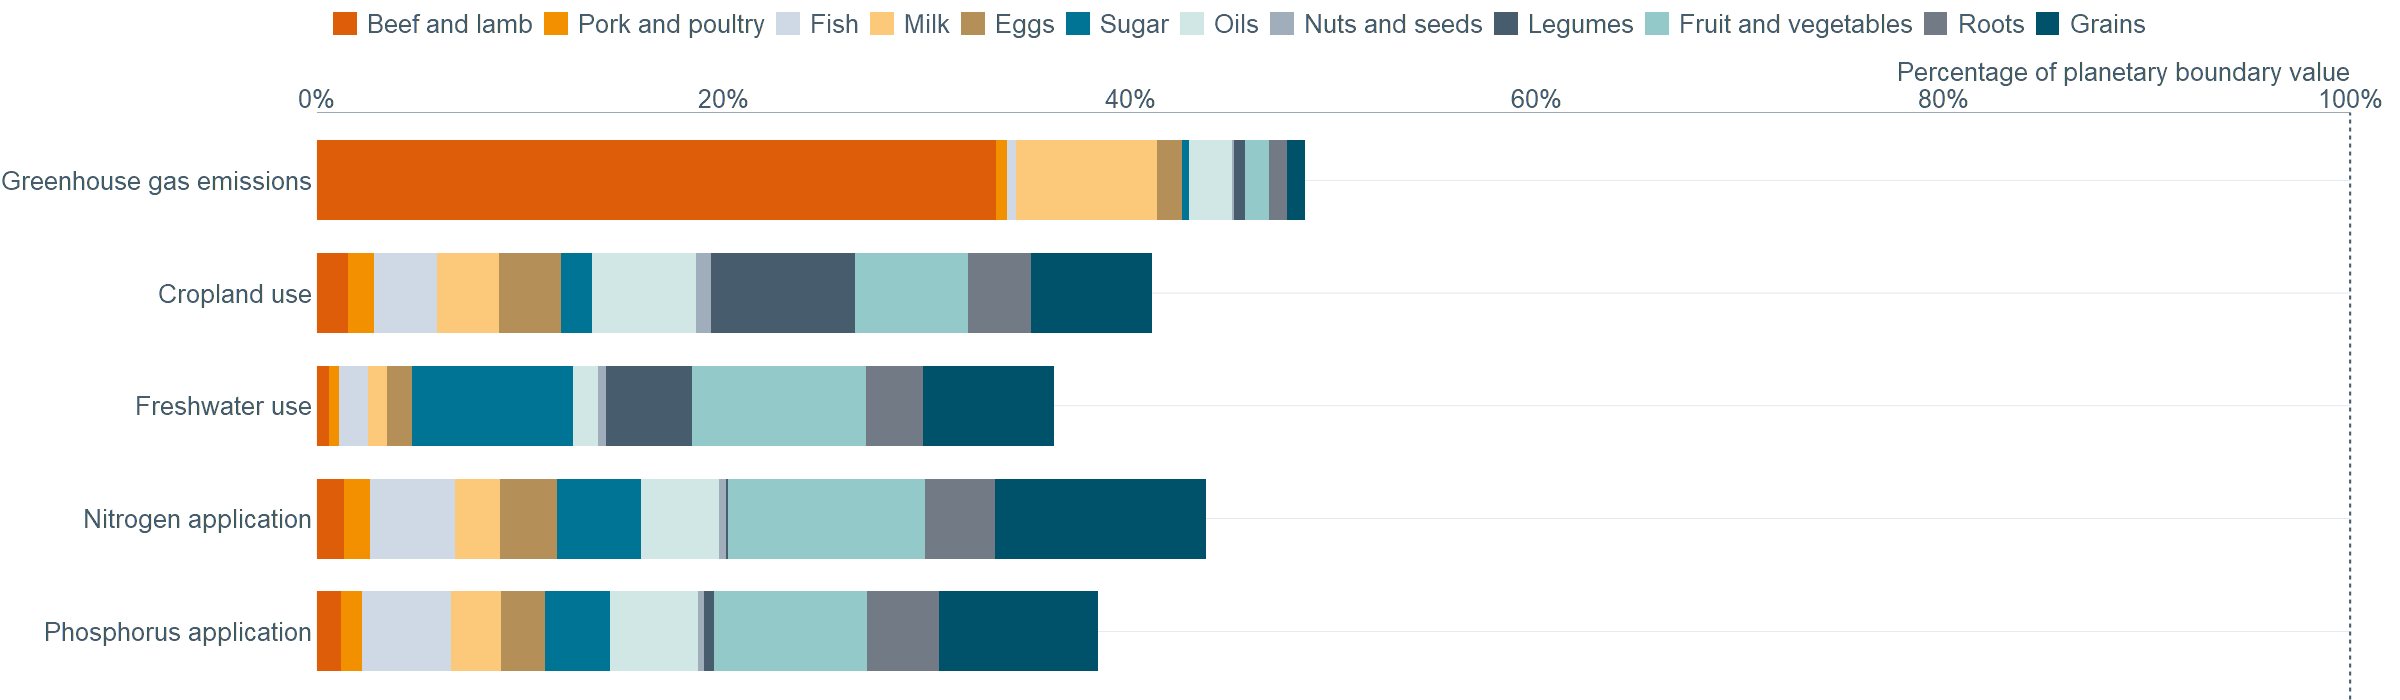 Beef and lamb Pork and poultry Fish Milk Eggs Sugar Oils Nuts and seeds Legumes Fruit and vegetables Roots Grains
Percentage of planetary boundary value
0% 20% 40% 60% 80% 100%
Greenhouse gas emissions
Cropland use
Freshwater use
Nitrogen application
Phosphorus application